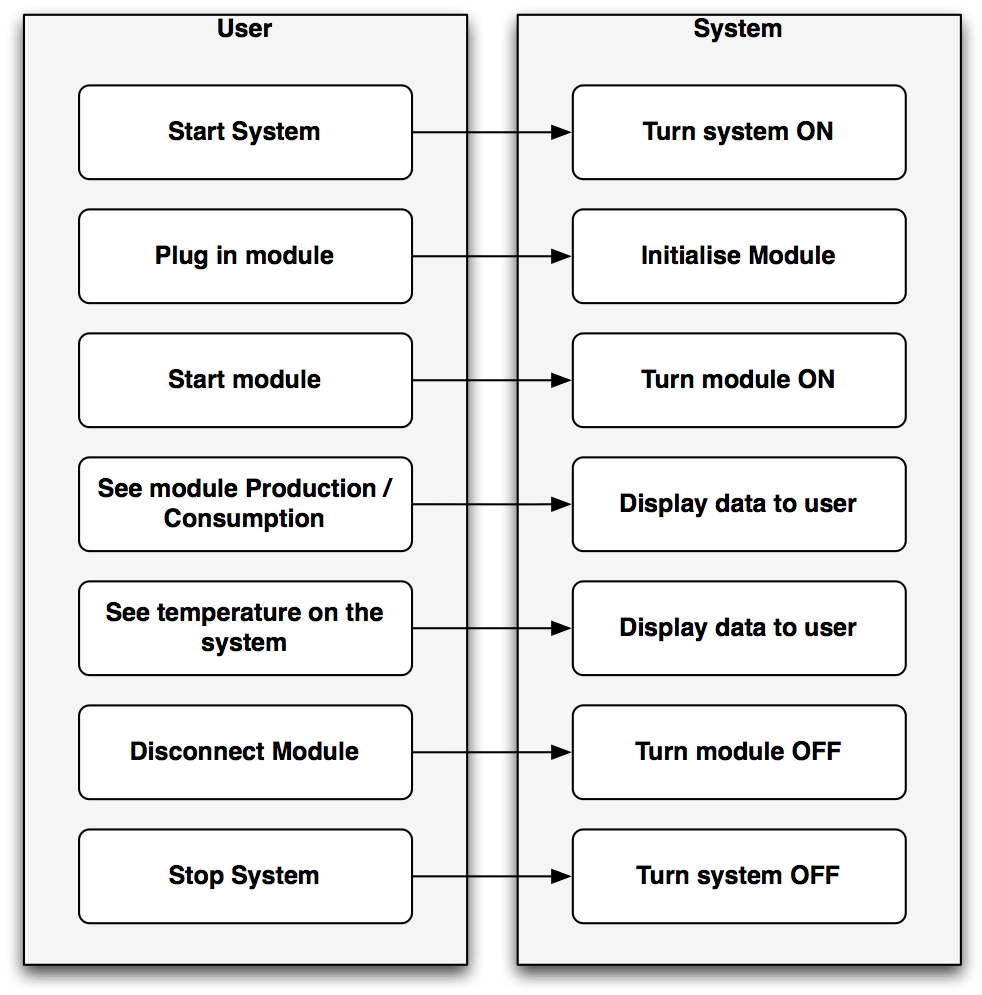 User
System
Start System
Turn system ON
Plug in module
Initialise Module
Start module
Turn module ON
See module Production /
Consumption
Display data to user
See temperature on the
system
Display data to user
Disconnect Module
Turn module OFF
Stop System
Turn system OFF